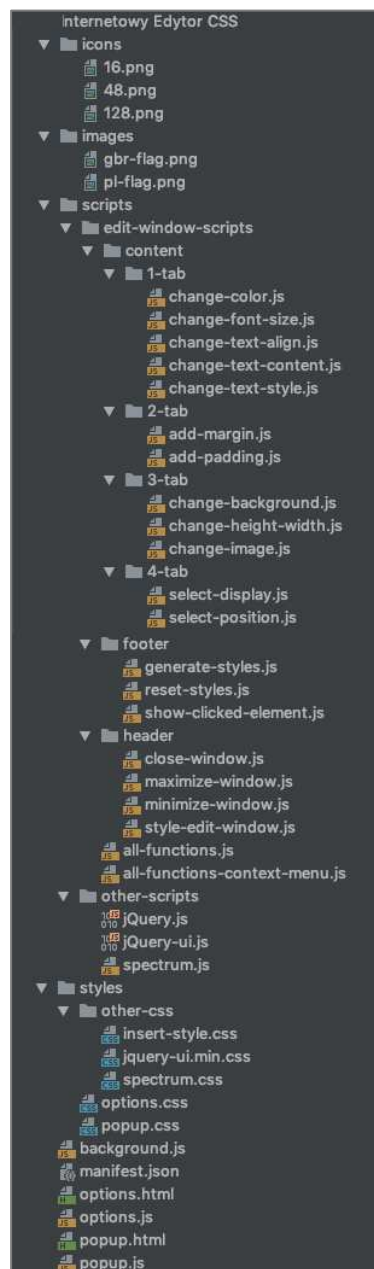 Internetowy Edytor CSS
icons
16.png
48.png
128.png
images
gbr-flag.png
pl-flag.png
scripts
edit-window-scripts
content
1-tab
change-color.js
change-font-size.js
change-text-align.js
change-text-content.js
change-text-style.js
2-tab
add-margin.js
add-padding.js
3-tab
change-background.js
change-height-width.js
change-image.js
4-tab
select-display.js
select-position.js
footer
generate-styles.js
reset-styles.js
show-clicked-element.js
header
close-window.js
maximize-window.js
minimize-window.js
style-edit-window.js
all-functions.js
all-functions-context-menu.js
other-scripts
jQuery.js
jQuery-ui.js
spectrum.js
styles
other-css
insert-style.css
jquery-ui.min.css
spectrum.css
options.css
popup.css
background.js
manifest.json
options.html
options.js
popup.html
popup.js